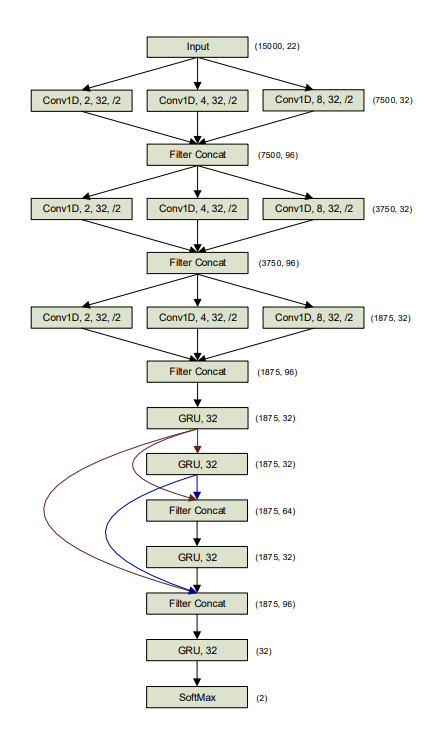 Input (15000, 22)
Conv1D, 2, 32, /2 Conv1D, 4, 32, /2 Conv1D, 8, 32, /2 (7500, 32)
Filter Concat (7500, 96)
Conv1D, 2, 32, /2 Conv1D, 4, 32, /2 Conv1D, 8, 32, /2 (3750, 32)
Filter Concat (3750, 96)
Conv1D, 2, 32, /2 Conv1D, 4, 32, /2 Conv1D, 8, 32, /2 (1875, 32)
Filter Concat (1875, 96)
GRU, 32 (1875, 32)
GRU, 32 (1875, 32)
Filter Concat (1875, 64)
GRU, 32 (1875, 32)
Filter Concat (1875, 96)
GRU, 32 (32)
SoftMax (2)